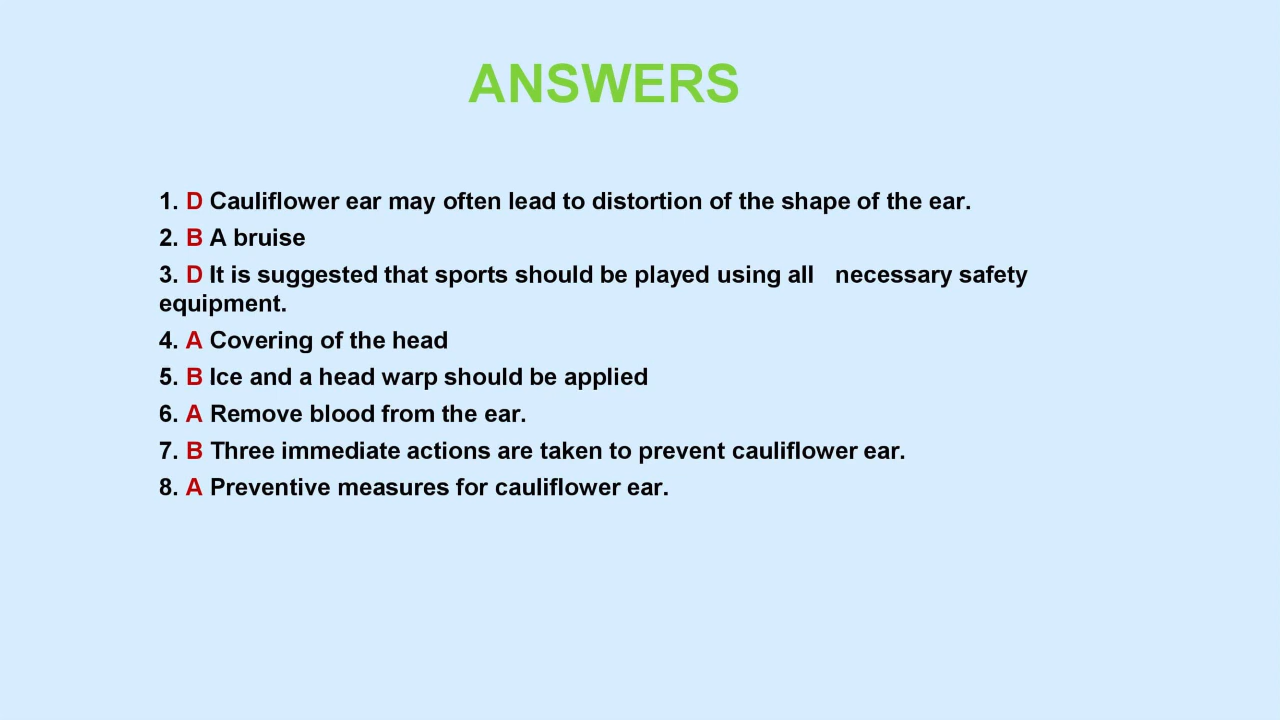 ANSWERS
1. D Cauliflower ear may often lead to distortion of the shape of the ear.
2. B A bruise
3. D It is suggested that sports should be played using all   necessary safety
equipment.
4. A Covering of the head
5. B Ice and a head warp should be applied
6. A Remove blood from the ear.
7. B Three immediate actions are taken to prevent cauliflower ear.
8. A Preventive measures for cauliflower ear.